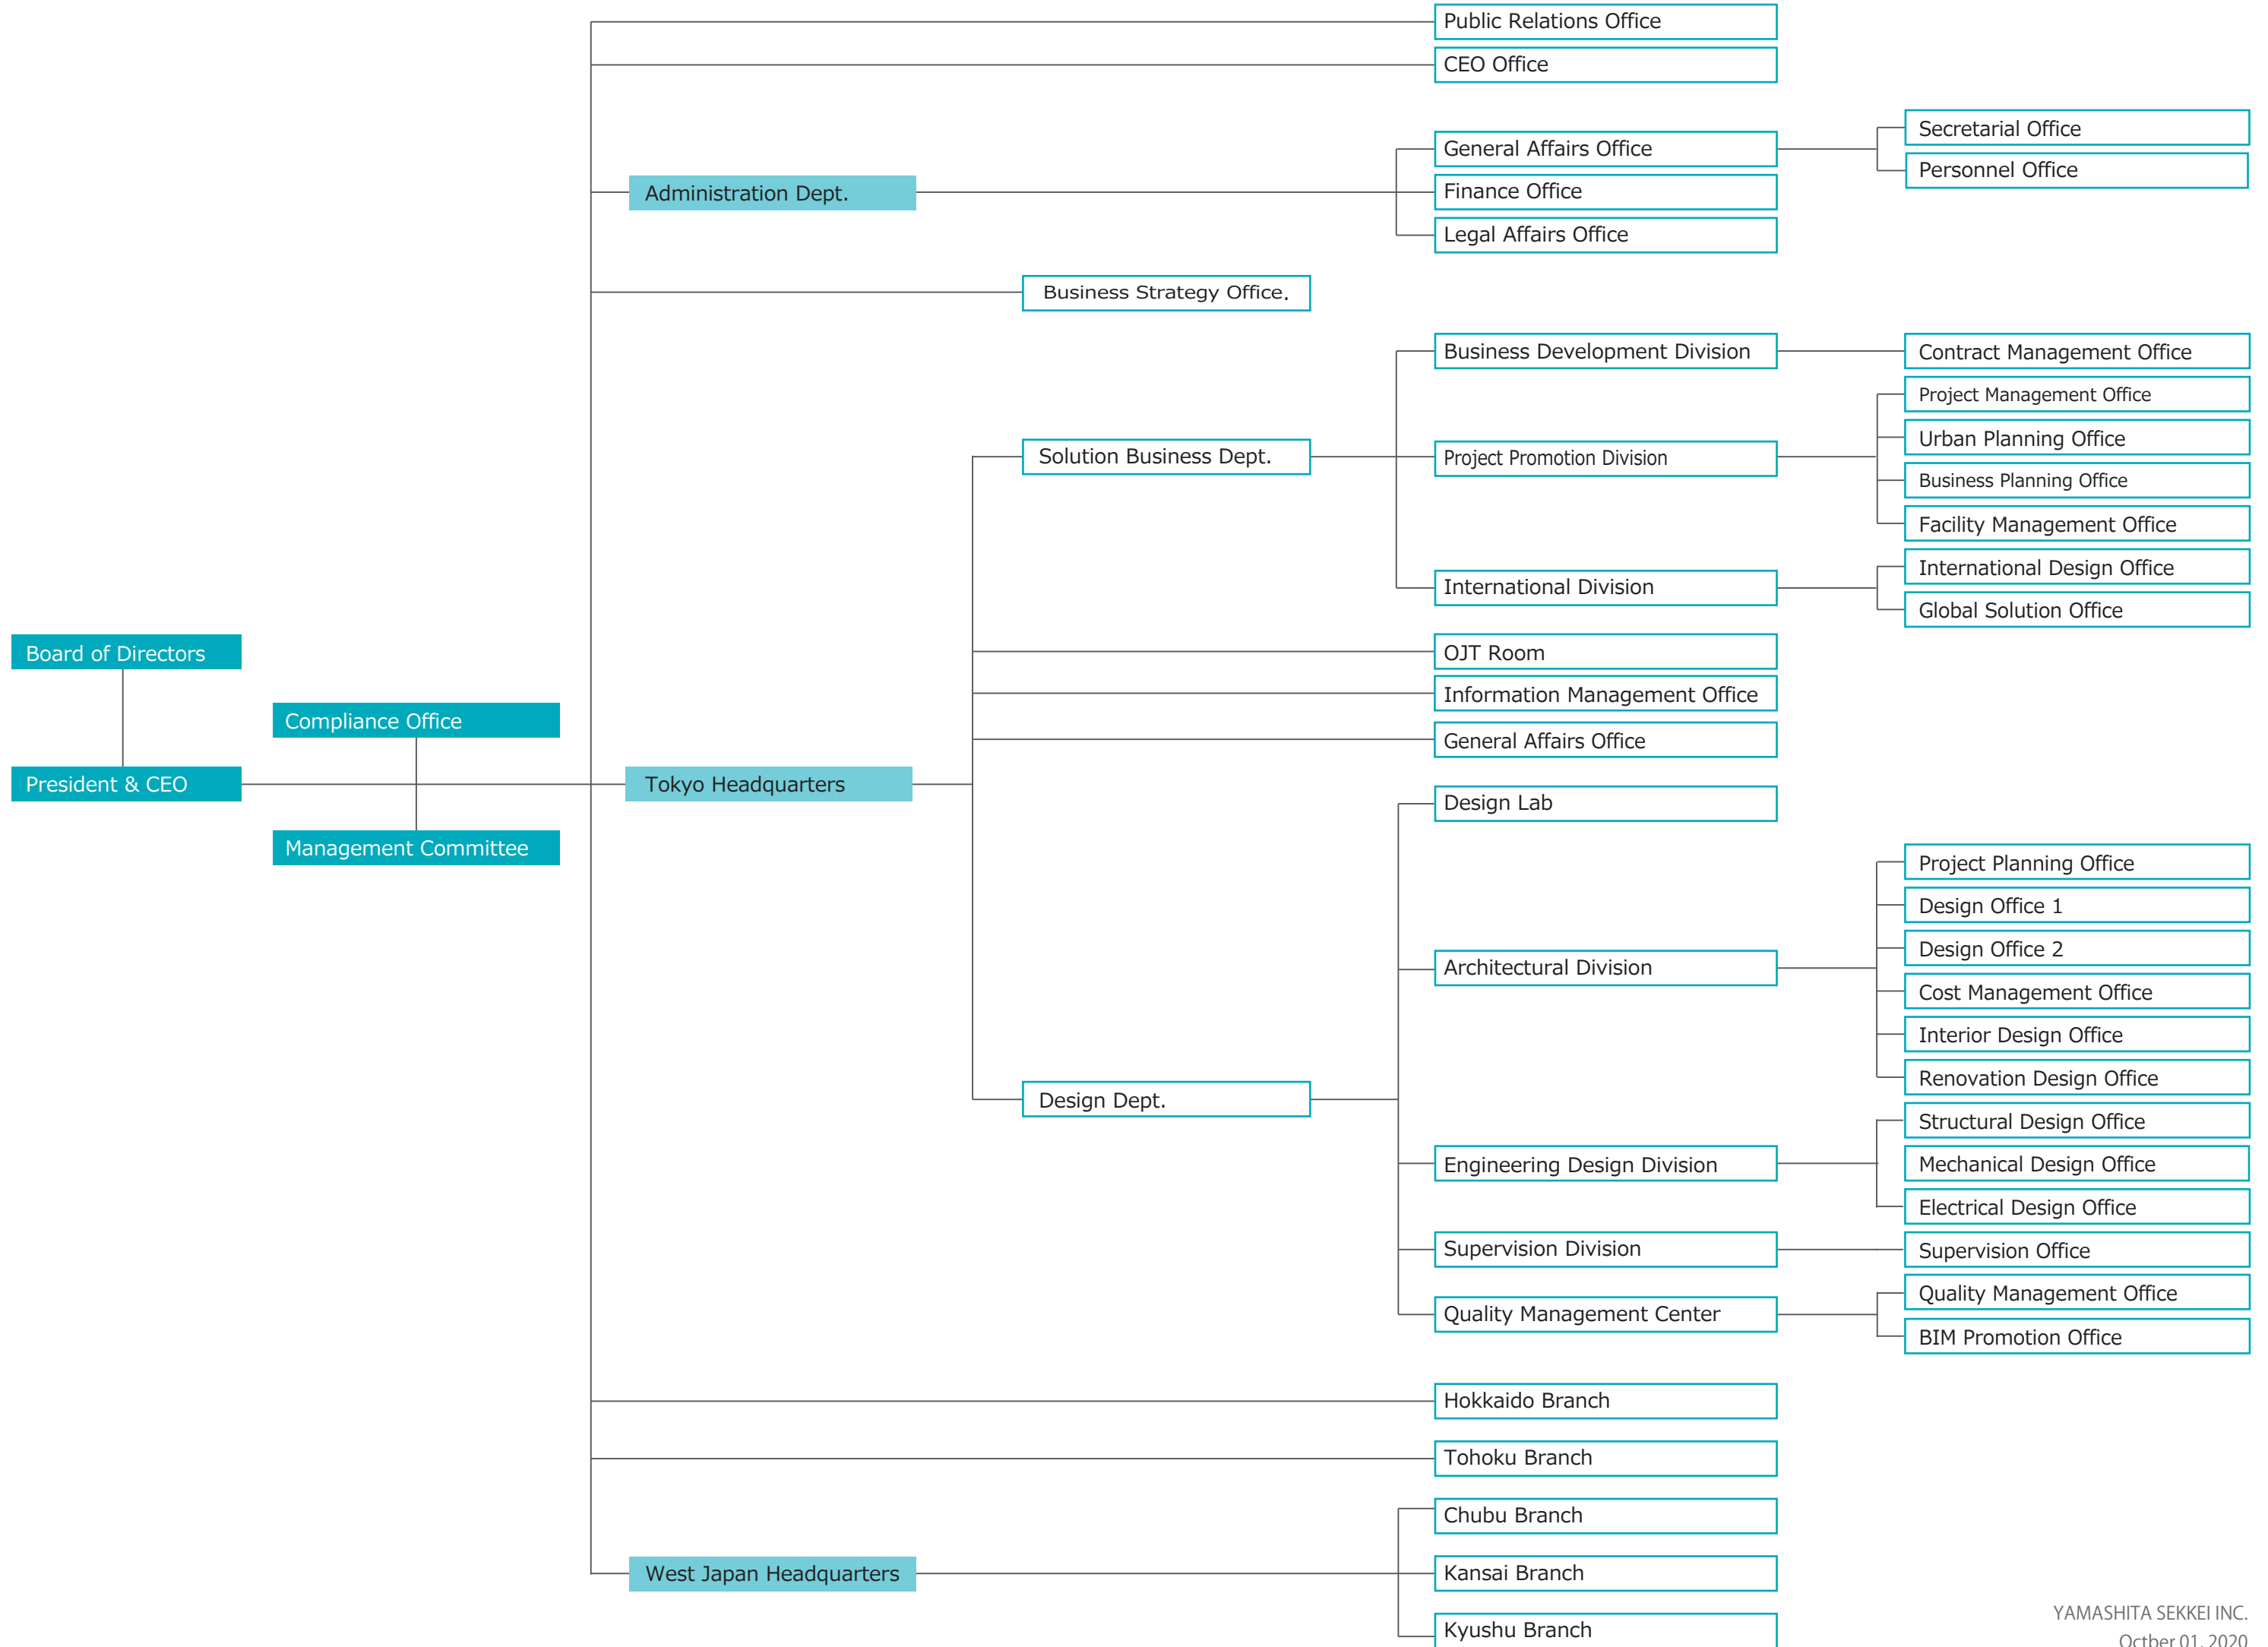 Public Relations Office
CEO Office
Secretarial Office
General Affairs Office
Personnel Office
Administration Dept.
Finance Office
Legal Affairs Office
Business Strategy Office.
Business Development Division
Contract Management Office
Project Management Office
Urban Planning Office
Solution Business Dept.
Project Promotion Division
Business Planning Office
Facility Management Office
International Design Office
International Division
Global Solution Office
Board of Directors
OJT Room
Information Management Office
Compliance Office
General Affairs Office
President & CEO
Tokyo Headquarters
Design Lab
Management Committee
Project Planning Office
Design Office 1
Design Office 2
Architectural Division
Cost Management Office
Interior Design Office
Renovation Design Office
Design Dept.
Structural Design Office
Engineering Design Division
Mechanical Design Office
Electrical Design Office
Supervision Division
Supervision Office
Quality Management Office
Quality Management Center
BIM Promotion Office
Hokkaido Branch
Tohoku Branch
Chubu Branch
West Japan Headquarters
Kansai Branch
Kyushu Branch
YAMASHITA SEKKEI INC.
Octber 01, 2020